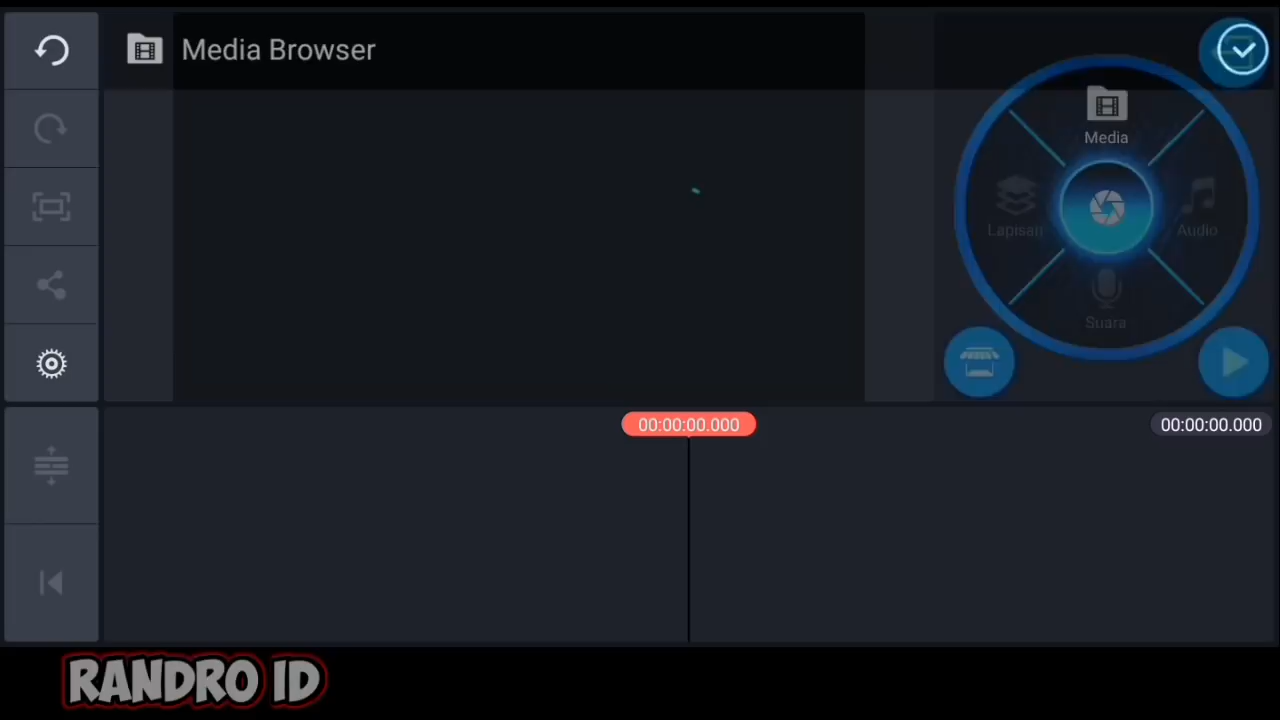 Media Browser
Media
Lapisan
Audio
Suara
00:00:00.000
00:00:00.000
RANDRO ID